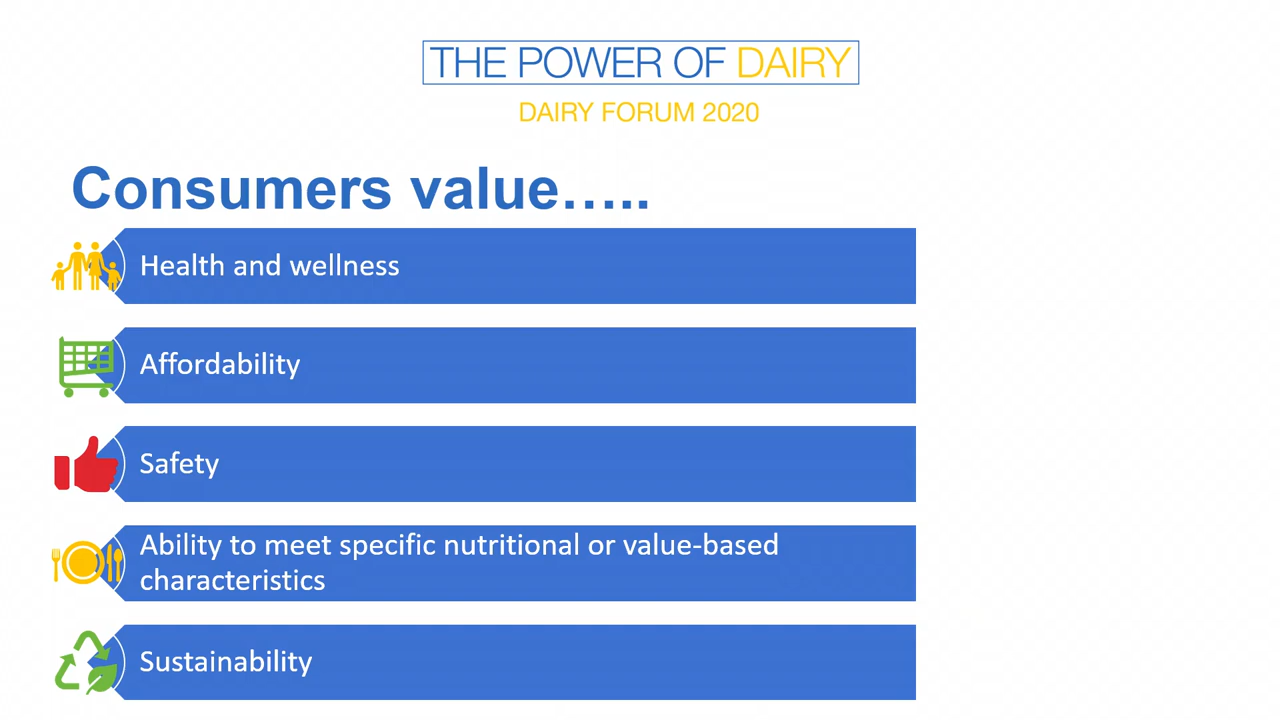 THE POWER OF DAIRY
DAIRY FORUM 2020
Consumers value…..
Health and wellness
Affordability
Safety
Ability to meet specific nutritional or value-based
characteristics
Sustainability